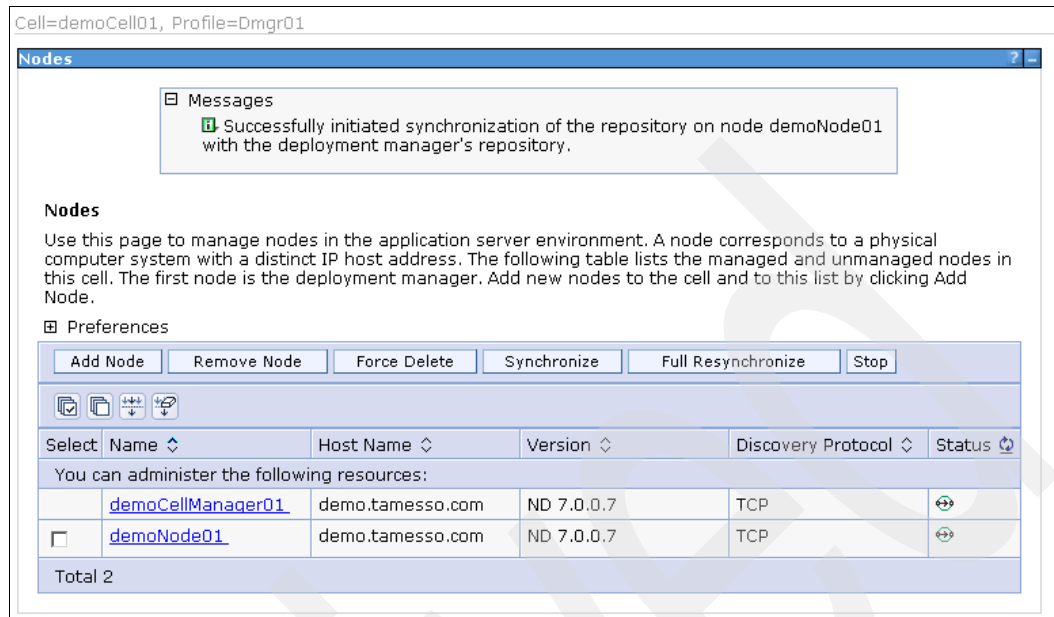 Cell=demoCell01, Profile=Dmgr01
Nodes
Messages
Successfully initiated synchronization of the repository on node demoNode01
with the deployment manager's repository.
Nodes
Use this page to manage nodes in the application server environment. A node corresponds to a physical
computer system with a distinct IP host address. The following table lists the managed and unmanaged nodes in
this cell. The first node is the deployment manager. Add new nodes to the cell and to this list by clicking Add
Node.
Preferences
Add Node Remove Node Force Delete Synchronize Full Resynchronize Stop
Select Name Host Name Version Discovery Protocol Status
You can administer the following resources:
demoCellManager01 demo.tamesso.com ND 7.0.0.7 TCP
demoNode01 demo.tamesso.com ND 7.0.0.7 TCP
Total 2